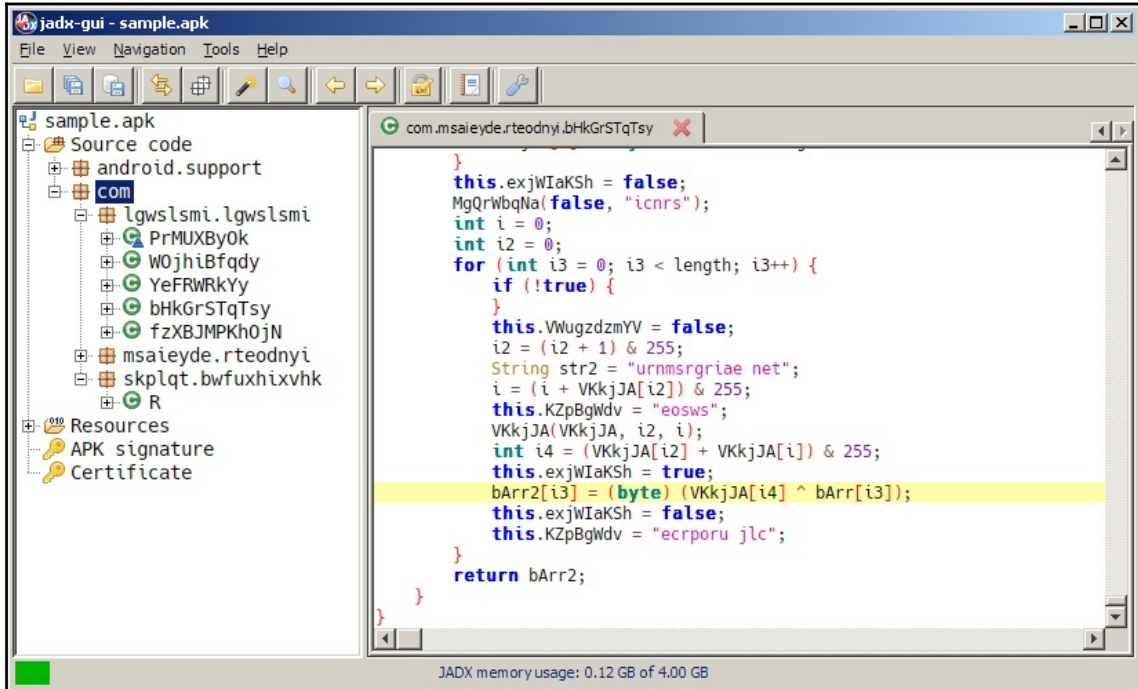 jadx-gui - sample.apk
File View Navigation Tools Help
sample.apk
Source code
android.support
com
lgwslsmi.lgwslsmi
PrMUXByOk
WOjhiBfqdy
YeFRWRkYy
bHkGrSTqTsy
fzXBJMPKhOjN
msaieyde.rteodnyi
skplqt.bwfuxhixvhk
R
Resources
APK signature
Certificate
com.msaieyde.rteodnyi.bHkGrSTqTsy
}
this.exjWIaKSh = false;
MgQrWbqNa(false, "icnrs");
int i = 0;
int i2 = 0;
for (int i3 = 0; i3 < length; i3++) {
if (!true) {
}
this.VWugzdzmYV = false;
i2 = (i2 + 1) & 255;
String str2 = "urnmsrgriae net";
i = (i + VKkjJA[i2]) & 255;
this.KZpBgWdv = "eosws";
VKkjJA(VKkjJA, i2, i);
int i4 = (VKkjJA[i2] + VKkjJA[i]) & 255;
this.exjWIaKSh = true;
bArr2[i3] = (byte) (VKkjJA[i4] ^ bArr[i3]);
this.exjWIaKSh = false;
this.KZpBgWdv = "ecrporu jlc";
}
return bArr2;
}
}
JADX memory usage: 0.12 GB of 4.00 GB